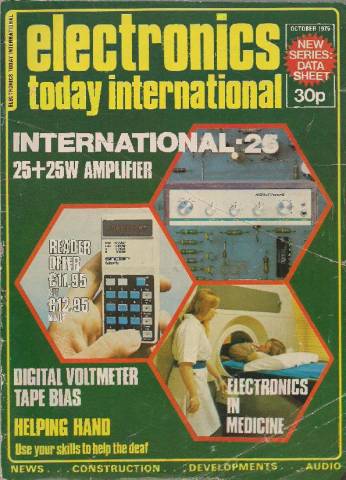 ELECTRONICS TODAY INTERNATIONAL
electronics
today international
OCTOBER 1975
NEW
SERIES:
DATA
SHEET
30p
INTERNATIONAL·25
25+25W AMPLIFIER
READER
OFFER
£11.95
£12.95
sinclair
DIGITAL VOLTMETER
TAPE BIAS
ELECTRONICS
IN
MEDICINE
HELPING HAND
Use your skills to help the deaf
NEWS... CONSTRUCTION... DEVELOPMENTS... AUDIO